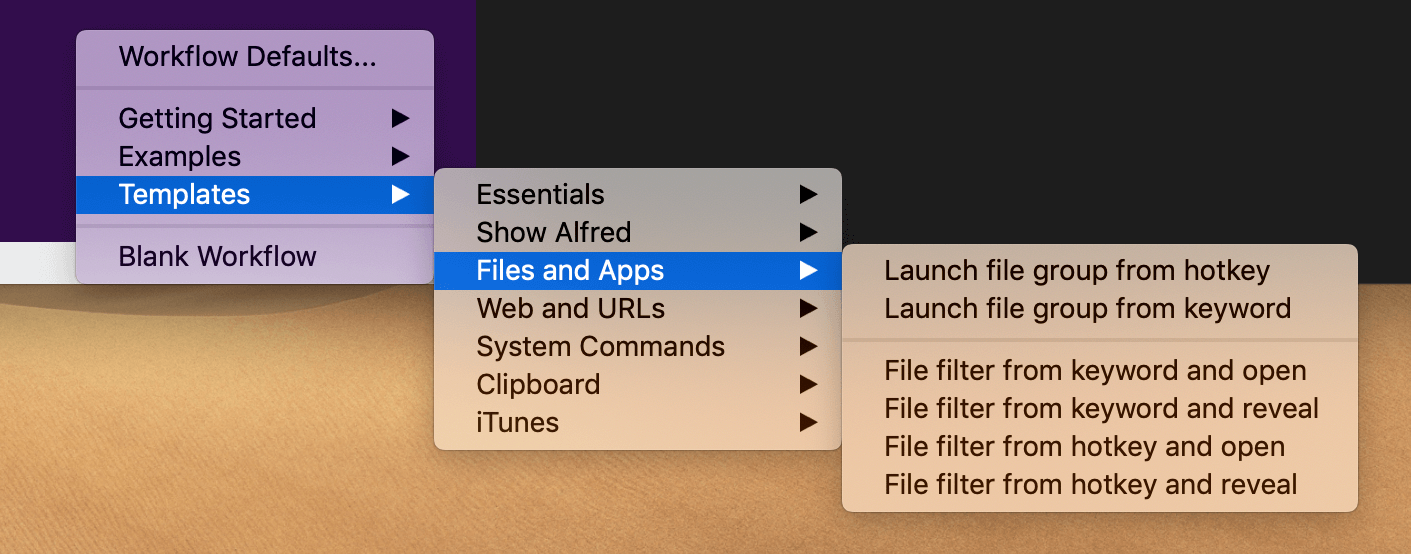 Workflow Defaults...
Getting Started
Examples
Templates
Blank Workflow
Essentials
Show Alfred
Files and Apps
Web and URLs
System Commands
Clipboard
iTunes
Launch file group from hotkey
Launch file group from keyword
File filter from keyword and open
File filter from keyword and reveal
File filter from hotkey and open
File filter from hotkey and reveal